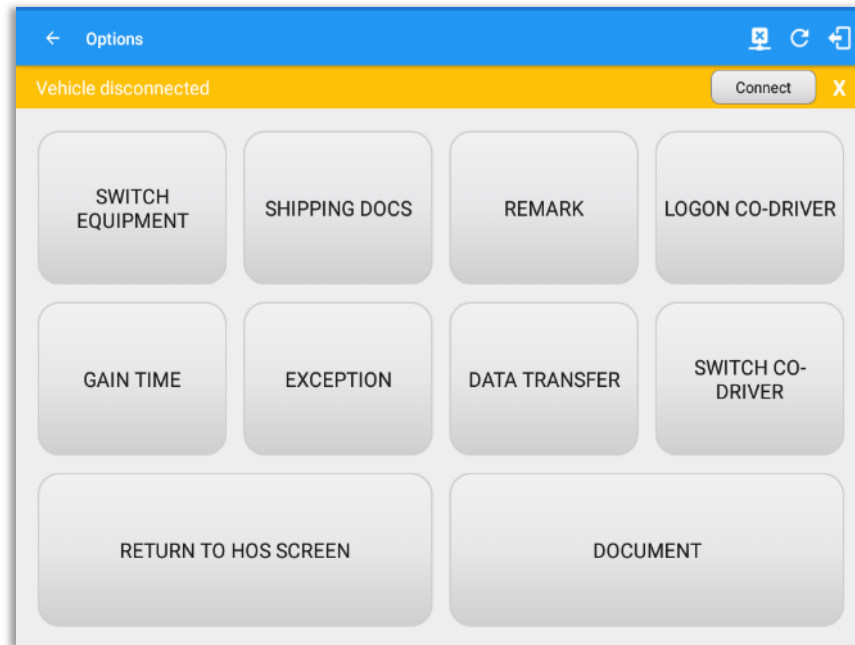 Options
Vehicle disconnected
Connect
X
SWITCH
EQUIPMENT
SHIPPING DOCS
REMARK
LOGON CO-DRIVER
GAIN TIME
EXCEPTION
DATA TRANSFER
SWITCH CO-
DRIVER
RETURN TO HOS SCREEN
DOCUMENT